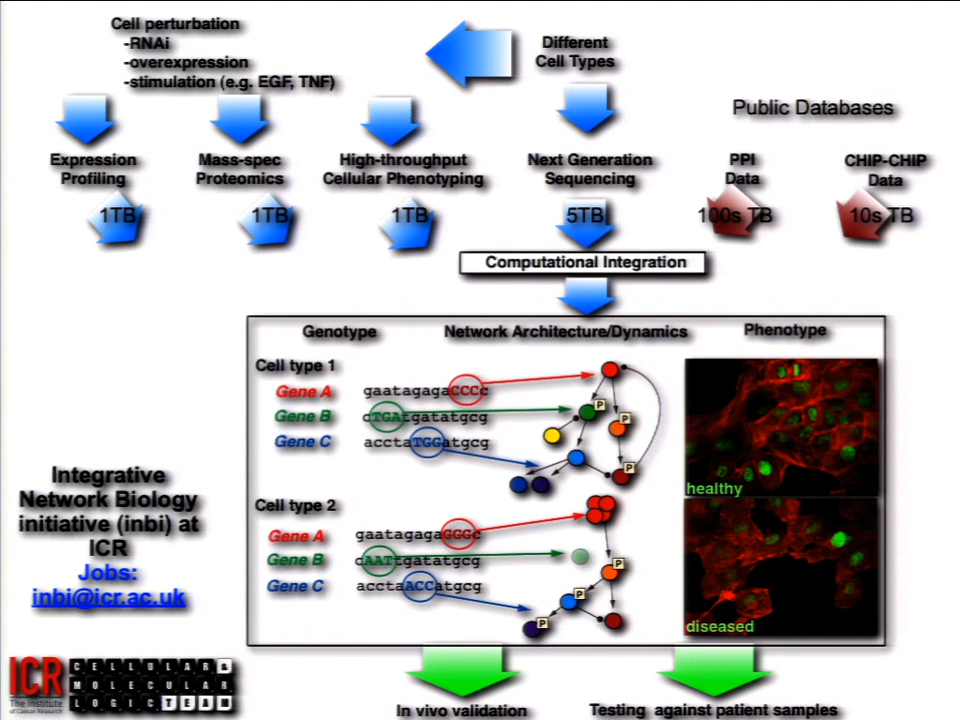 Cell perturbation
-RNAi
-overexpression
-stimulation (e.g. EGF, TNF)
Different
Cell Types
Public Databases
Expression
Profiling
Mass-spec
Proteomics
High-throughput
Cellular Phenotyping
Next Generation
Sequencing
PPI
Data
CHIP-CHIP
Data
1TB
1TB
1TB
5TB
100s TB
10s TB
Computational Integration
Genotype
Network Architecture/Dynamics
Phenotype
Cell type 1
Gene A gaatagagaCCCc
Gene B cTGAtgatatgcg
Gene C acctaTGGatgcg
P
P
P
healthy
Cell type 2
Gene A gaatagagaGGGc
Gene B cAATtgatatgcg
Gene C acctaACCatgcg
P
P
P
diseased
Integrative
Network Biology
initiative (inbi) at
ICR
Jobs:
inbi@icr.ac.uk
ICR
The Institute
of Cancer Research
CELLULAR&
MOLECULAR
LOGICTEAM
In vivo validation
Testing against patient samples